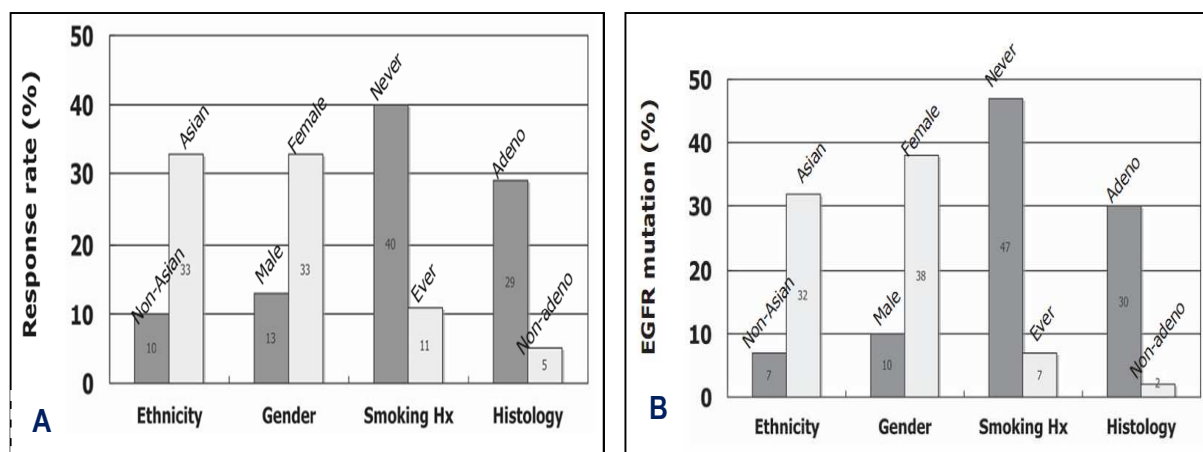 Response rate (%)
50
40
30
20
10
0
Non-Asian
Asian
Male
Female
Never
Ever
Adeno
Non-adeno
10
33
13
33
40
11
29
5
Ethnicity
Gender
Smoking Hx
Histology
A
EGFR mutation (%)
50
40
30
20
10
0
Non-Asian
Asian
Male
Female
Never
Ever
Adeno
Non-adeno
7
32
10
38
47
7
30
2
Ethnicity
Gender
Smoking Hx
Histology
B